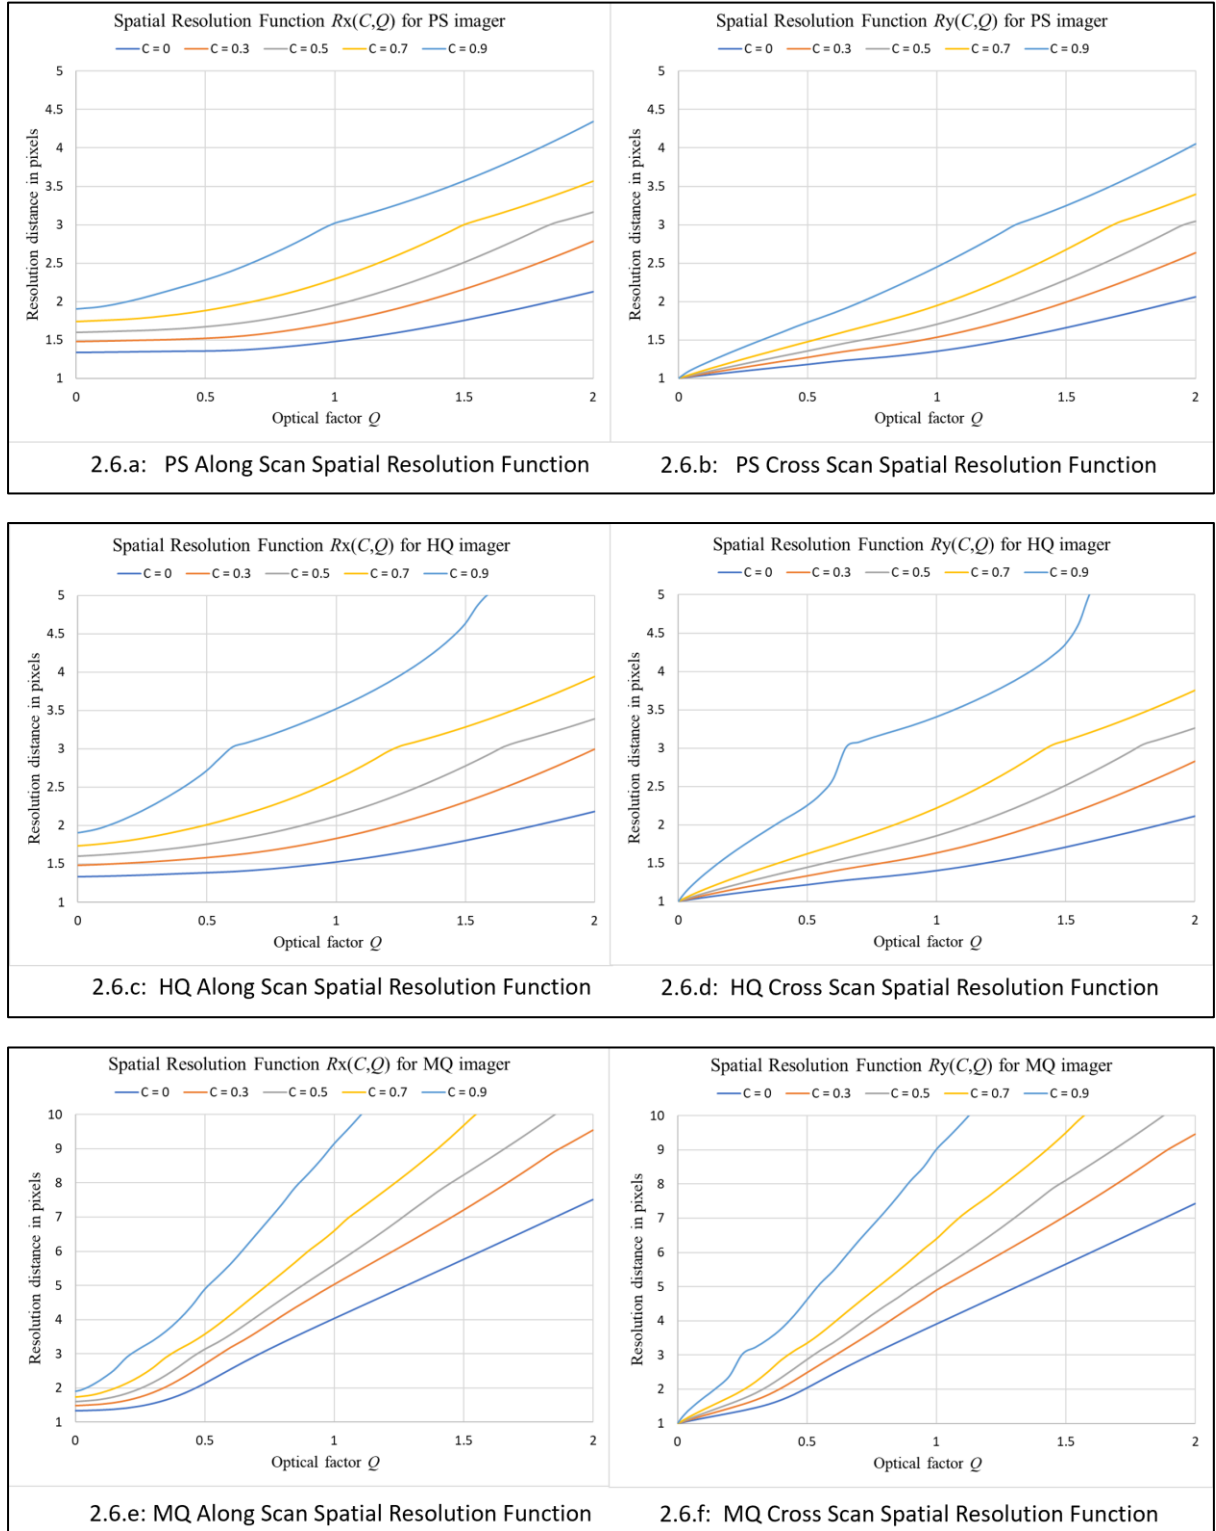 Spatial Resolution Function Rx(C,Q) for PS imager
C = 0 C = 0.3 C = 0.5 C = 0.7 C = 0.9
5
4.5
4
3.5
3
2.5
2
1.5
1
Resolution distance in pixels
0 0.5 1 1.5 2
Optical factor Q
2.6.a: PS Along Scan Spatial Resolution Function
Spatial Resolution Function Ry(C,Q) for PS imager
C = 0 C = 0.3 C = 0.5 C = 0.7 C = 0.9
5
4.5
4
3.5
3
2.5
2
1.5
1
Resolution distance in pixels
0 0.5 1 1.5 2
Optical factor Q
2.6.b: PS Cross Scan Spatial Resolution Function
Spatial Resolution Function Rx(C,Q) for HQ imager
C = 0 C = 0.3 C = 0.5 C = 0.7 C = 0.9
5
4.5
4
3.5
3
2.5
2
1.5
1
Resolution distance in pixels
0 0.5 1 1.5 2
Optical factor Q
2.6.c: HQ Along Scan Spatial Resolution Function
Spatial Resolution Function Ry(C,Q) for HQ imager
C = 0 C = 0.3 C = 0.5 C = 0.7 C = 0.9
5
4.5
4
3.5
3
2.5
2
1.5
1
Resolution distance in pixels
0 0.5 1 1.5 2
Optical factor Q
2.6.d: HQ Cross Scan Spatial Resolution Function
Spatial Resolution Function Rx(C,Q) for MQ imager
C = 0 C = 0.3 C = 0.5 C = 0.7 C = 0.9
10
9
8
7
6
5
4
3
2
1
Resolution distance in pixels
0 0.5 1 1.5 2
Optical factor Q
2.6.e: MQ Along Scan Spatial Resolution Function
Spatial Resolution Function Ry(C,Q) for MQ imager
C = 0 C = 0.3 C = 0.5 C = 0.7 C = 0.9
10
9
8
7
6
5
4
3
2
1
Resolution distance in pixels
0 0.5 1 1.5 2
Optical factor Q
2.6.f: MQ Cross Scan Spatial Resolution Function